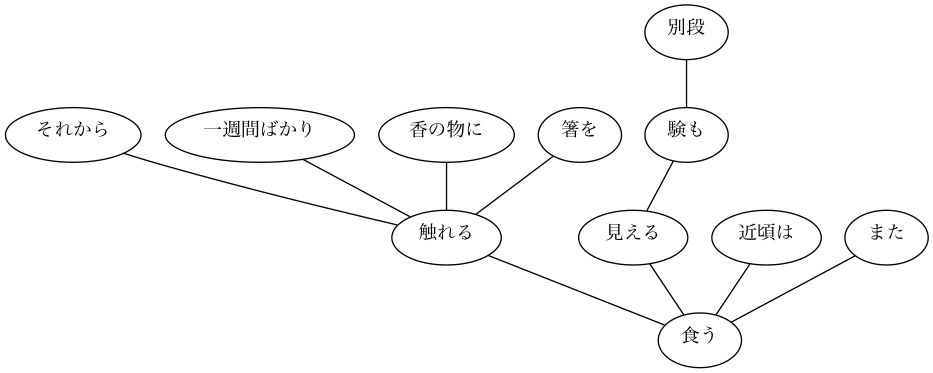 別段
それから
一週間ばかり
香の物に
箸を
験も
触れる
見える
近頃は
また
食う